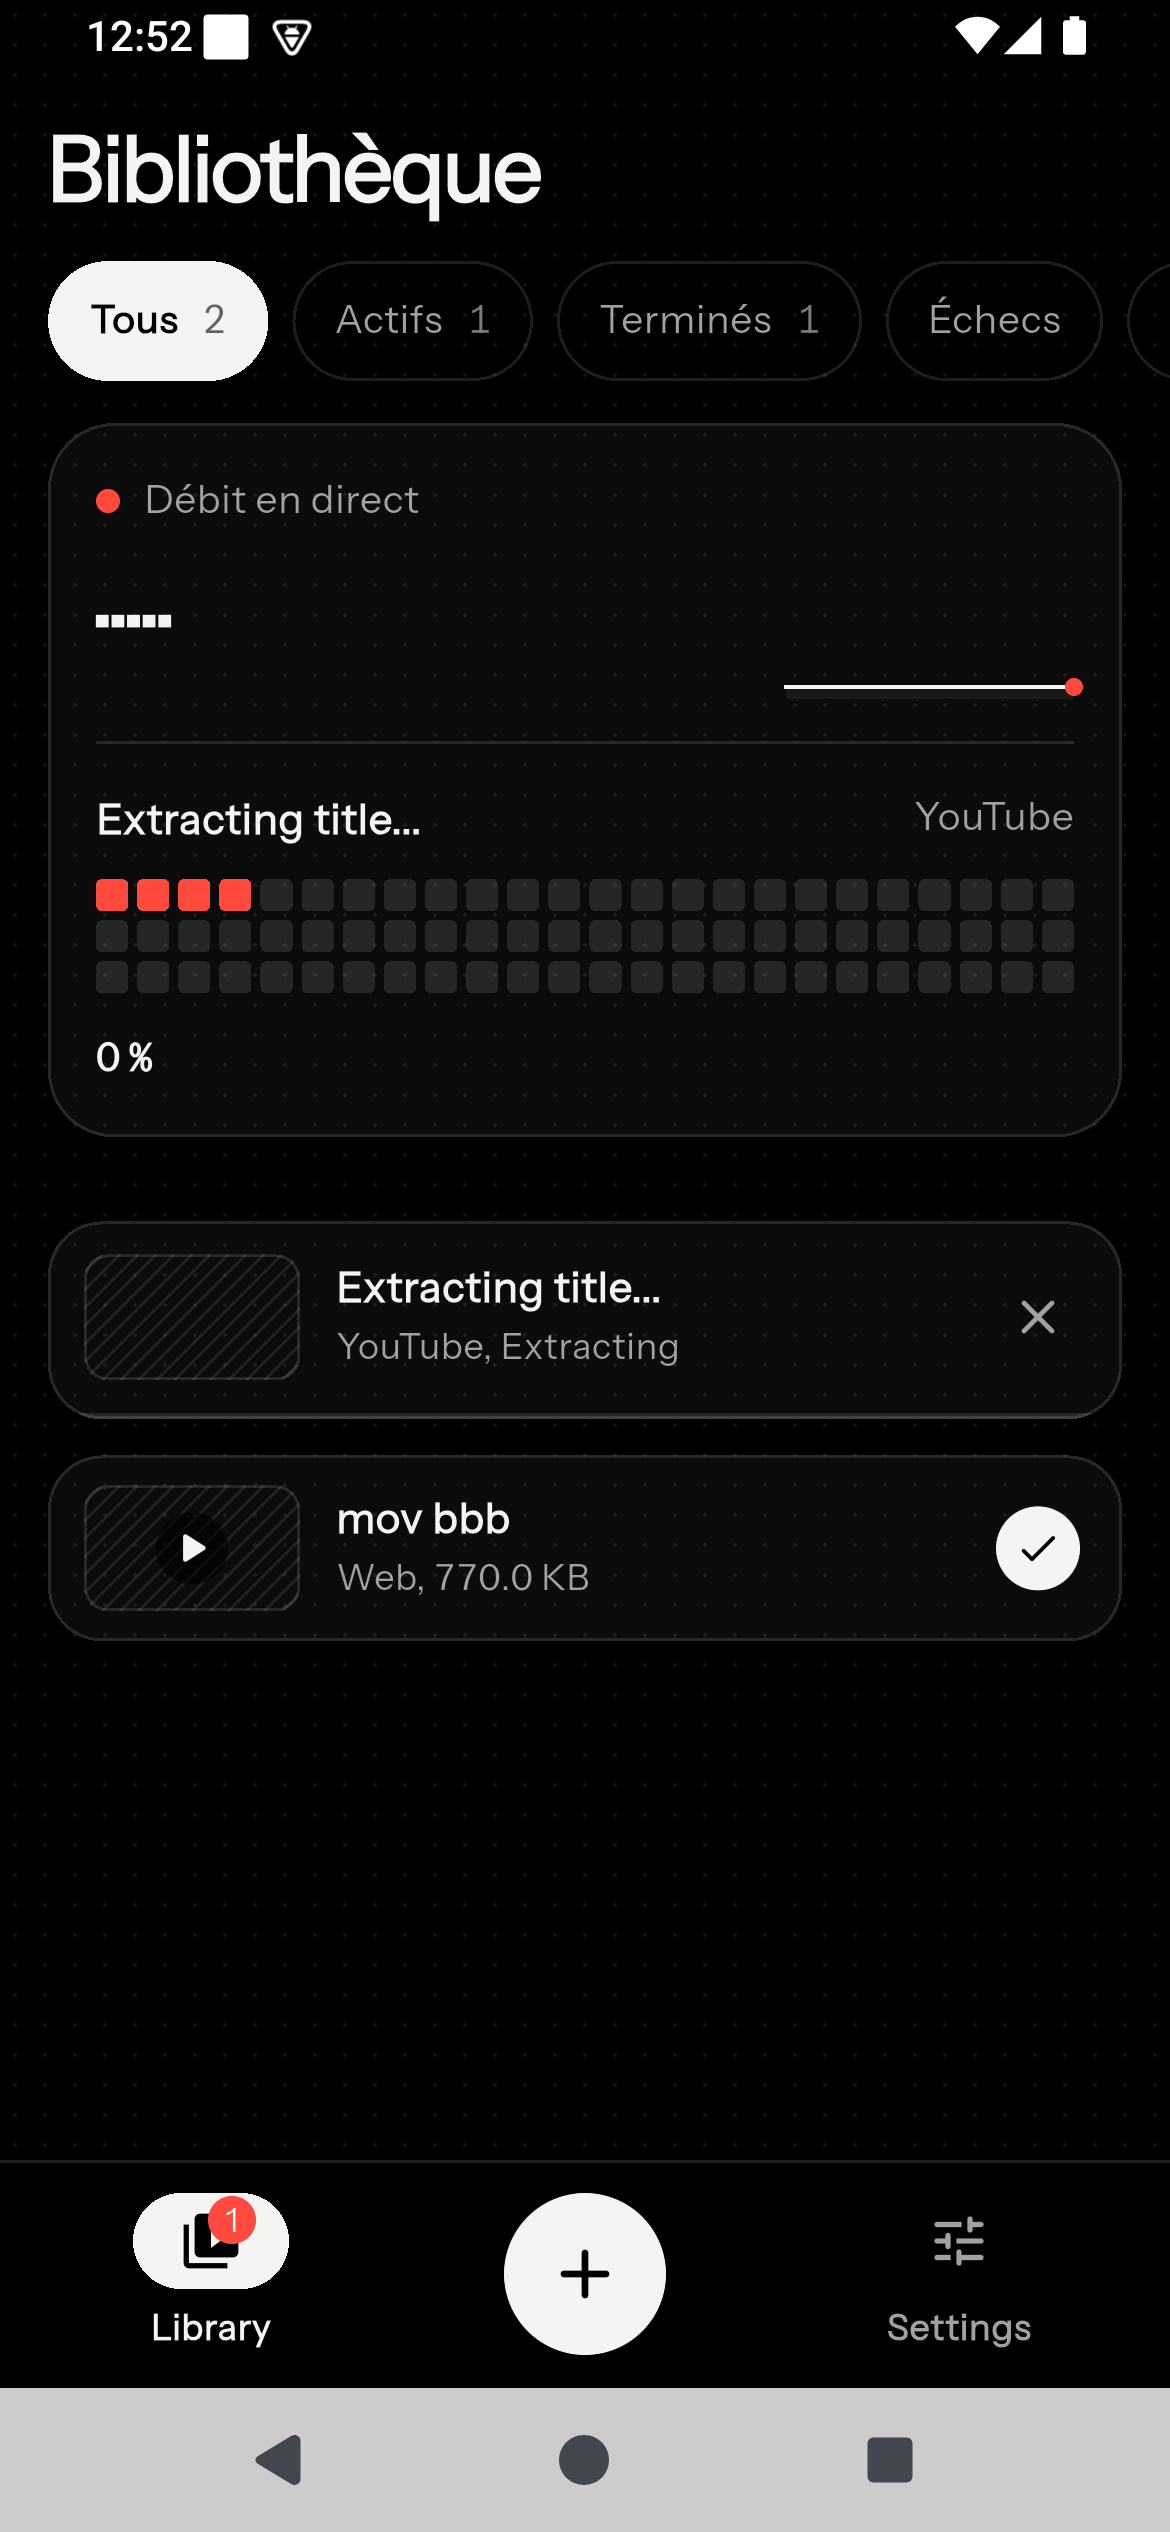 12:52
Bibliothèque
Tous 2
Actifs 1
Terminés 1
Échecs
Débit en direct
Extracting title...
YouTube
0 %
Extracting title...
YouTube, Extracting
mov bbb
Web, 770.0 KB
1
Library
Settings